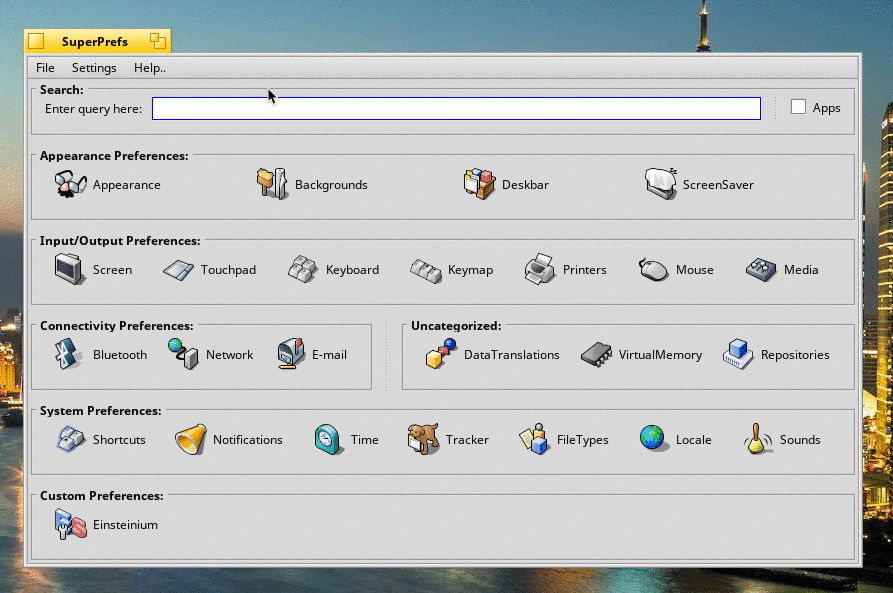 SuperPrefs
File Settings Help..
Search:
Enter query here: Apps
Appearance Preferences:
Appearance Backgrounds Deskbar ScreenSaver
Input/Output Preferences:
Screen Touchpad Keyboard Keymap Printers Mouse Media
Connectivity Preferences: Uncategorized:
Bluetooth Network E-mail DataTranslations VirtualMemory Repositories
System Preferences:
Shortcuts Notifications Time Tracker FileTypes Locale Sounds
Custom Preferences:
Einsteinium